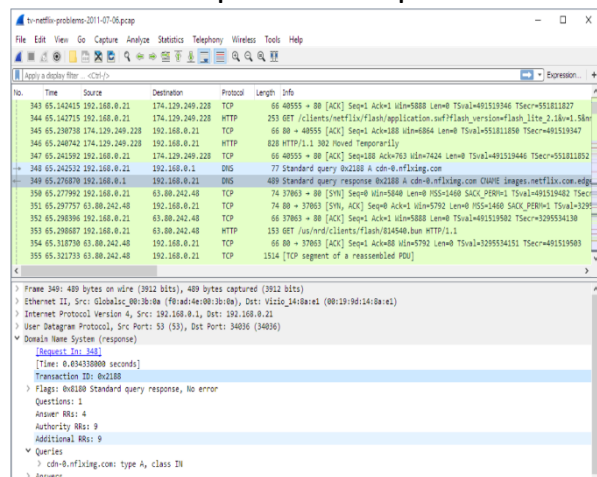 tv-netflix-problems-2011-07-06.pcap
File Edit View Go Capture Analyze Statistics Telephony Wireless Tools Help
Apply a display filter ... <Ctrl-/> Expression... +
No. Time Source Destination Protocol Length Info
343 65.142415 192.168.0.21 174.129.249.228 TCP 66 40555 → 80 [ACK] Seq=1 Ack=1 Win=5888 Len=0 TSval=491519346 TSecr=551811827
344 65.142715 192.168.0.21 174.129.249.228 HTTP 253 GET /clients/netflix/flash/application.swf?flash_version=flash_lite_2.1&v=1.5&nr
345 65.230738 174.129.249.228 192.168.0.21 TCP 66 80 → 40555 [ACK] Seq=1 Ack=188 Win=6864 Len=0 TSval=551811850 TSecr=491519347
346 65.240742 174.129.249.228 192.168.0.21 HTTP 828 HTTP/1.1 302 Moved Temporarily
347 65.241592 192.168.0.21 174.129.249.228 TCP 66 40555 → 80 [ACK] Seq=188 Ack=763 Win=7424 Len=0 TSval=491519446 TSecr=551811852
348 65.242532 192.168.0.21 192.168.0.1 DNS 77 Standard query 0x2188 A cdn-0.nflximg.com
349 65.276870 192.168.0.1 192.168.0.21 DNS 489 Standard query response 0x2188 A cdn-0.nflximg.com CNAME images.netflix.com.edge
350 65.277992 192.168.0.21 63.80.242.48 TCP 74 37063 → 80 [SYN] Seq=0 Win=5840 Len=0 MSS=1460 SACK_PERM=1 TSval=491519482 TSecr
351 65.297757 63.80.242.48 192.168.0.21 TCP 74 80 → 37063 [SYN, ACK] Seq=0 Ack=1 Win=5792 Len=0 MSS=1460 SACK_PERM=1 TSval=3295
352 65.298396 192.168.0.21 63.80.242.48 TCP 66 37063 → 80 [ACK] Seq=1 Ack=1 Win=5888 Len=0 TSval=491519502 TSecr=3295534130
353 65.298687 192.168.0.21 63.80.242.48 HTTP 153 GET /us/nrd/clients/flash/814540.bun HTTP/1.1
354 65.318730 63.80.242.48 192.168.0.21 TCP 66 80 → 37063 [ACK] Seq=1 Ack=88 Win=5792 Len=0 TSval=3295534151 TSecr=491519503
355 65.321733 63.80.242.48 192.168.0.21 TCP 1514 [TCP segment of a reassembled PDU]
Frame 349: 489 bytes on wire (3912 bits), 489 bytes captured (3912 bits)
Ethernet II, Src: Globalsc_00:3b:0a (f0:ad:4e:00:3b:0a), Dst: Vizio_14:8a:e1 (00:19:9d:14:8a:e1)
Internet Protocol Version 4, Src: 192.168.0.1, Dst: 192.168.0.21
User Datagram Protocol, Src Port: 53 (53), Dst Port: 34036 (34036)
Domain Name System (response)
[Request In: 348]
[Time: 0.034338000 seconds]
Transaction ID: 0x2188
Flags: 0x8180 Standard query response, No error
Questions: 1
Answer RRs: 4
Authority RRs: 9
Additional RRs: 9
Queries
cdn-0.nflximg.com: type A, class IN
Answers